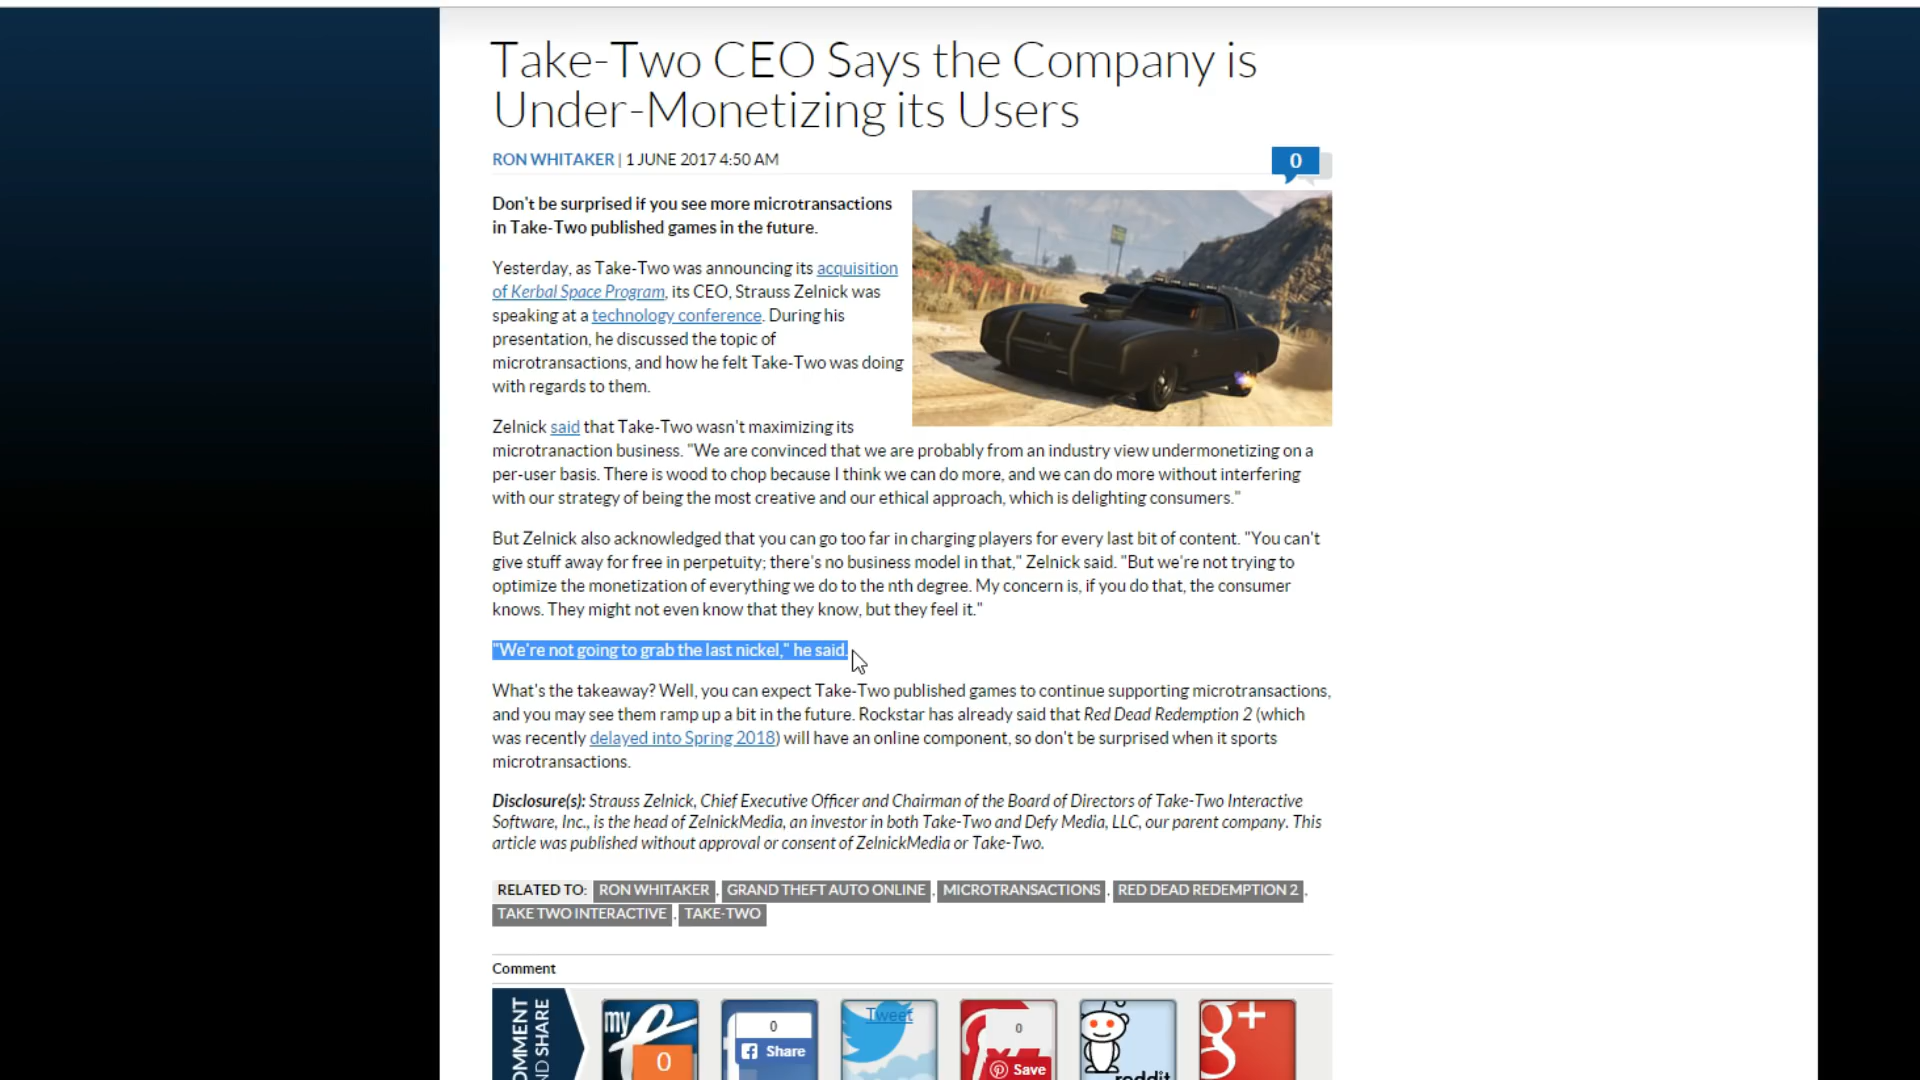 Take-Two CEO Says the Company is
Under-Monetizing its Users
RON WHITAKER | 1 JUNE 2017 4:50 AM
0
Don't be surprised if you see more microtransactions
in Take-Two published games in the future.
Yesterday, as Take-Two was announcing its acquisition
of Kerbal Space Program, its CEO, Strauss Zelnick was
speaking at a technology conference. During his
presentation, he discussed the topic of
microtransactions, and how he felt Take-Two was doing
with regards to them.
Zelnick said that Take-Two wasn't maximizing its
microtranaction business. "We are convinced that we are probably from an industry view undermonetizing on a
per-user basis. There is wood to chop because I think we can do more, and we can do more without interfering
with our strategy of being the most creative and our ethical approach, which is delighting consumers."
But Zelnick also acknowledged that you can go too far in charging players for every last bit of content. "You can't
give stuff away for free in perpetuity; there's no business model in that," Zelnick said. "But we're not trying to
optimize the monetization of everything we do to the nth degree. My concern is, if you do that, the consumer
knows. They might not even know that they know, but they feel it."
"We're not going to grab the last nickel," he said.
What's the takeaway? Well, you can expect Take-Two published games to continue supporting microtransactions,
and you may see them ramp up a bit in the future. Rockstar has already said that Red Dead Redemption 2 (which
was recently delayed into Spring 2018) will have an online component, so don't be surprised when it sports
microtransactions.
Disclosure(s): Strauss Zelnick, Chief Executive Officer and Chairman of the Board of Directors of Take-Two Interactive
Software, Inc., is the head of ZelnickMedia, an investor in both Take-Two and Defy Media, LLC, our parent company. This
article was published without approval or consent of ZelnickMedia or Take-Two.
RELATED TO: RON WHITAKER , GRAND THEFT AUTO ONLINE , MICROTRANSACTIONS , RED DEAD REDEMPTION 2 ,
TAKE TWO INTERACTIVE , TAKE-TWO
Comment
my
0
0
Share
Tweet
0
Save
reddit
g+